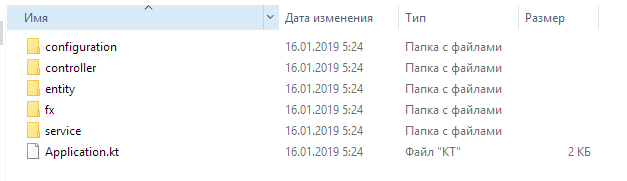 Имя Дата изменения Тип Размер
configuration 16.01.2019 5:24 Папка с файлами
controller 16.01.2019 5:24 Папка с файлами
entity 16.01.2019 5:24 Папка с файлами
fx 16.01.2019 5:24 Папка с файлами
service 16.01.2019 5:24 Папка с файлами
Application.kt 16.01.2019 5:24 Файл "KT" 2 КБ